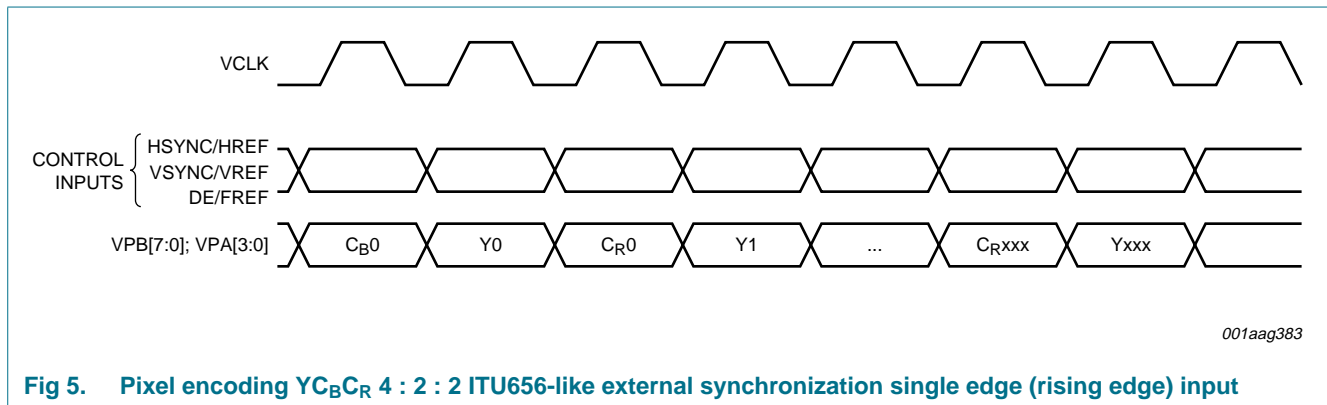 VCLK
CONTROL INPUTS
HSYNC/HREF
VSYNC/VREF
DE/FREF
VPB[7:0]; VPA[3:0]
CB0 Y0 CR0 Y1 ... CRxxx Yxxx
001aag383
Fig 5. Pixel encoding YCBCR 4 : 2 : 2 ITU656-like external synchronization single edge (rising edge) input